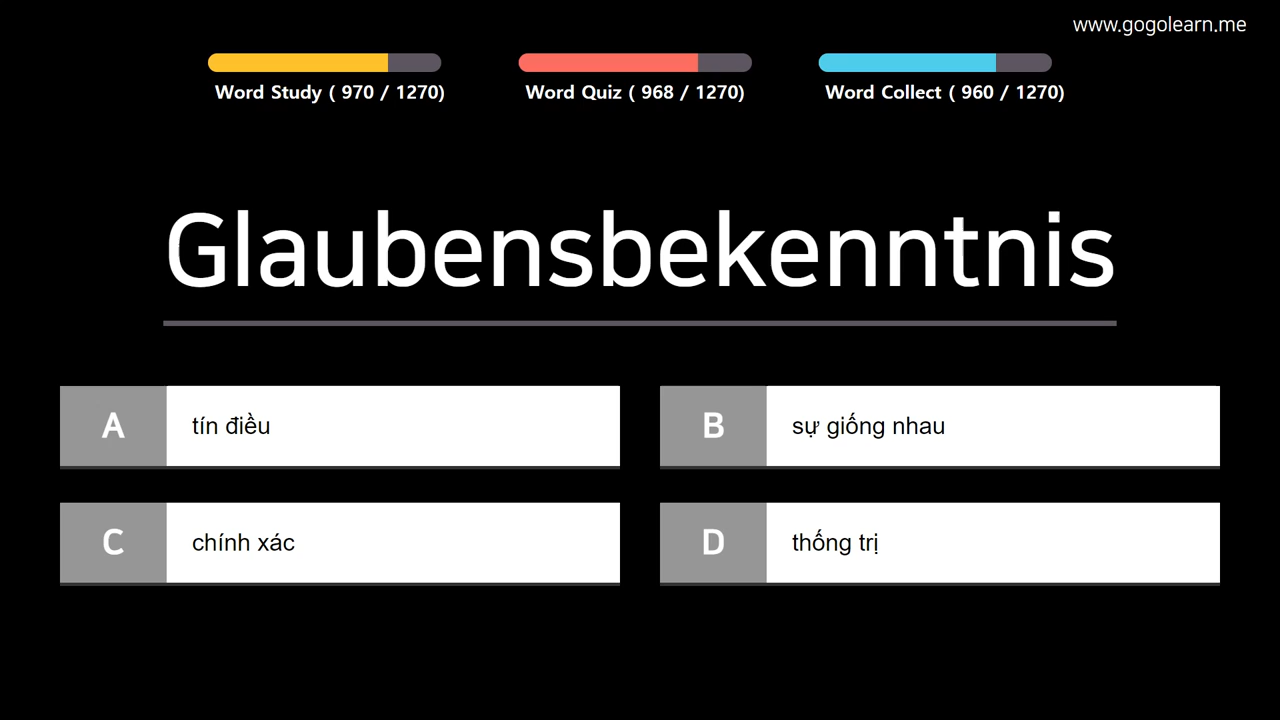 www.gogolearn.me
Word Study ( 970 / 1270)
Word Quiz ( 968 / 1270)
Word Collect ( 960 / 1270)
Glaubensbekenntnis
A
tín điều
B
sự giống nhau
C
chính xác
D
thống trị